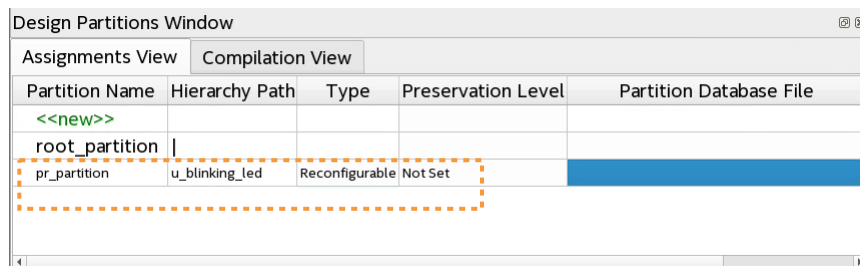 Design Partitions Window
Assignments View Compilation View
Partition Name Hierarchy Path Type Preservation Level Partition Database File
<<new>>
root_partition |
pr_partition u_blinking_led Reconfigurable Not Set